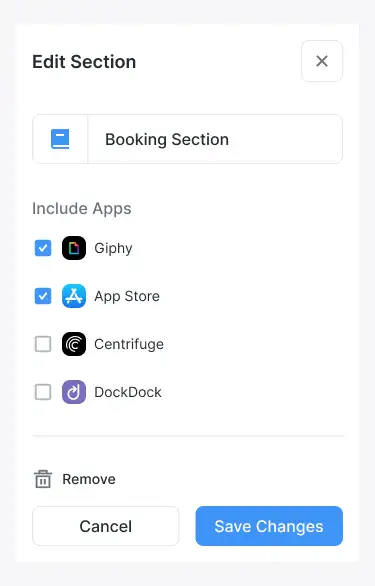 Edit Section
Booking Section
Include Apps
Giphy
App Store
Centrifuge
DockDock
Remove
Cancel
Save Changes